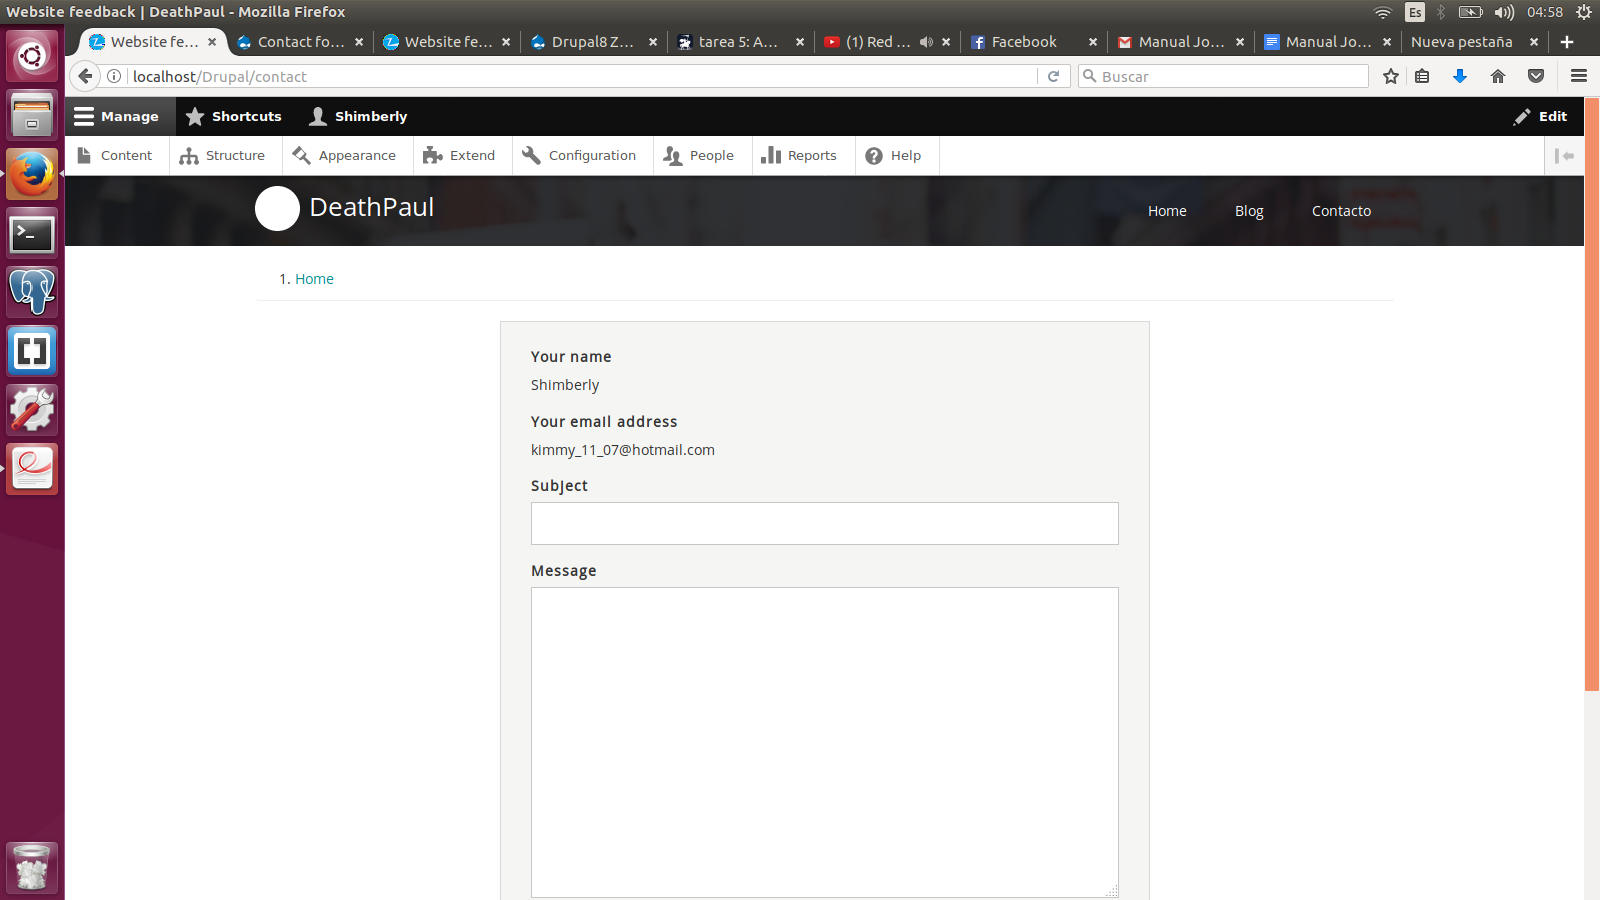 Website feedback | DeathPaul - Mozilla Firefox
Es
04:58
Website fe...
Contact fo...
Website fe...
Drupal8 Z...
tarea 5: A...
(1) Red ...
Facebook
Manual Jo...
Manual Jo...
Nueva pestaña
localhost/Drupal/contact
Buscar
Manage
Shortcuts
Shimberly
Edit
Content
Structure
Appearance
Extend
Configuration
People
Reports
Help
DeathPaul
Home
Blog
Contacto
1. Home
Your name
Shimberly
Your email address
kimmy_11_07@hotmail.com
Subject
Message